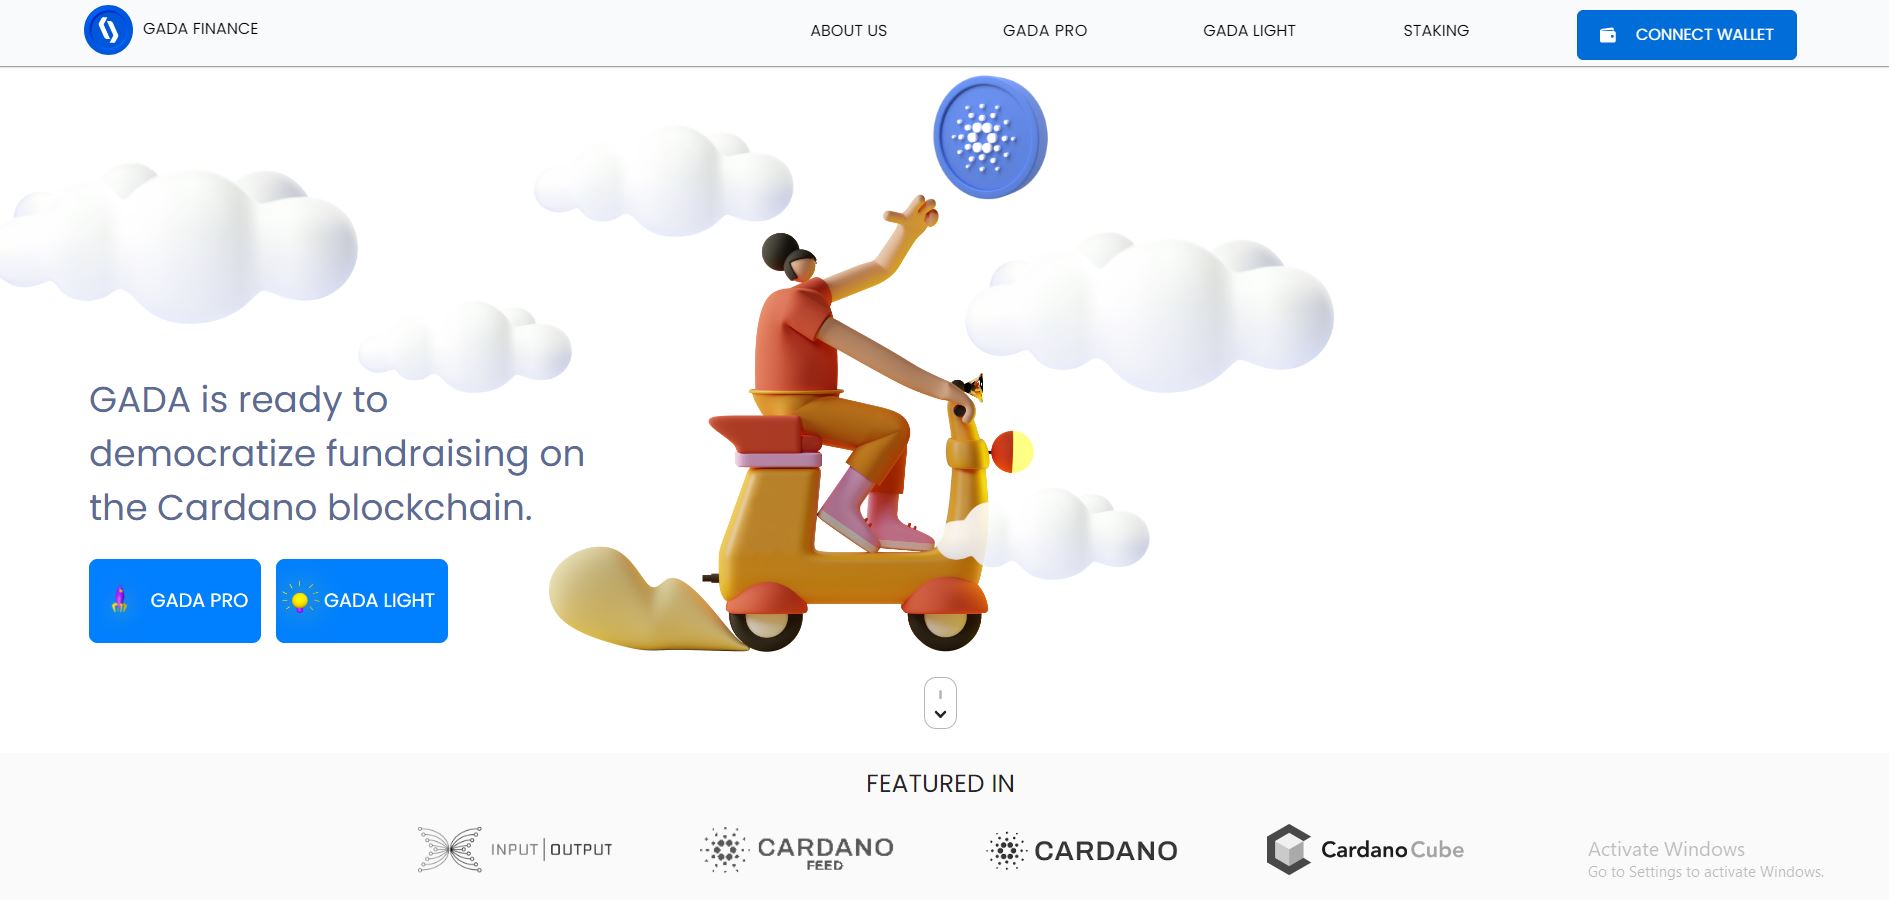 GADA FINANCE
ABOUT US
GADA PRO
GADA LIGHT
STAKING
CONNECT WALLET
GADA is ready to
democratize fundraising on
the Cardano blockchain.
GADA PRO
GADA LIGHT
FEATURED IN
INPUT | OUTPUT
CARDANO
FEED
CARDANO
CardanoCube
Activate Windows
Go to Settings to activate Windows.